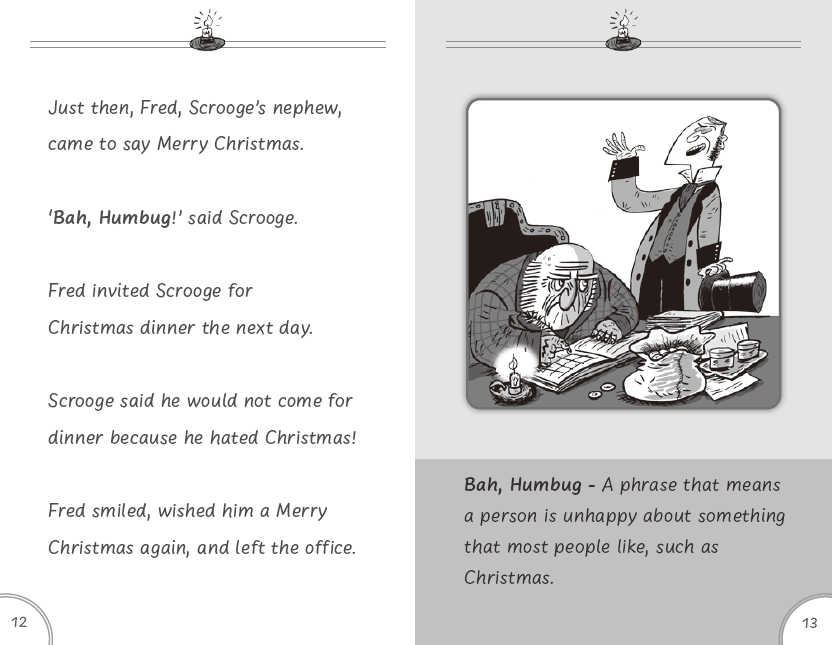 Just then, Fred, Scrooge's nephew,
came to say Merry Christmas.
'Bah, Humbug!' said Scrooge.
Fred invited Scrooge for
Christmas dinner the next day.
Scrooge said he would not come for
dinner because he hated Christmas!
Fred smiled, wished him a Merry
Christmas again, and left the office.
12
Bah, Humbug - A phrase that means
a person is unhappy about something
that most people like, such as
Christmas.
13